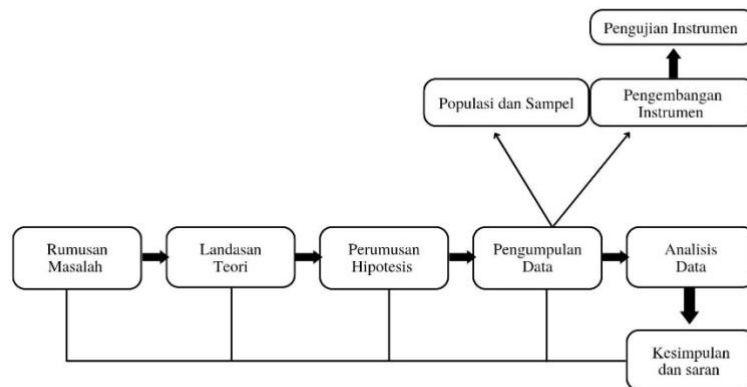 Pengujian Instrumen
Populasi dan Sampel
Pengembangan
Instrumen
Rumusan
Masalah
Landasan
Teori
Perumusan
Hipotesis
Pengumpulan
Data
Analisis
Data
Kesimpulan
dan saran